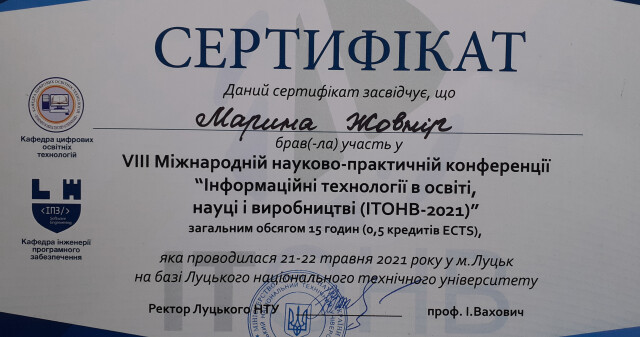 СЕРТИФІКАТ
Даний сертифікат засвідчує, що
Марина Жовнір
брав(-ла) участь у
VIII Міжнародній науково-практичній конференції
“Інформаційні технології в освіті,
науці і виробництві (ІТОНВ-2021)”
загальним обсягом 15 годин (0,5 кредитів ECTS),
яка проводилася 21-22 травня 2021 року у м.Луцьк
на базі Луцького національного технічного університету
Ректор Луцького НТУ
проф. І.Вахович
Кафедра цифрових
освітніх
технологій
LW
<ІПЗ/>
Кафедра інженерії
програмного
забезпечення